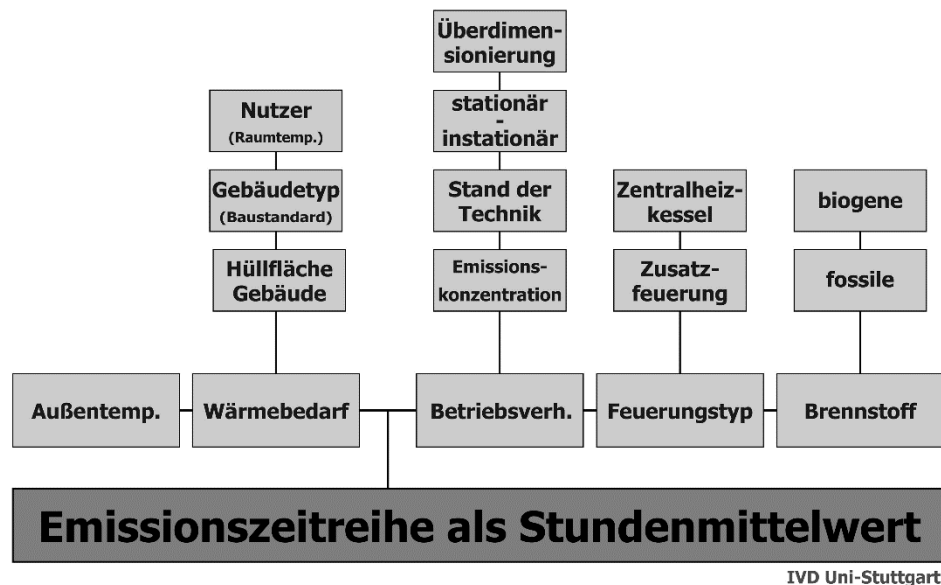 Überdimen-
sionierung
Nutzer
(Raumtemp.)
stationär
-
instationär
Gebäudetyp
(Baustandard)
Stand der
Technik
Zentralheiz-
kessel
biogene
Hüllfläche
Gebäude
Emissions-
konzentration
Zusatz-
feuerung
fossile
Außentemp.
Wärmebedarf
Betriebsverh.
Feuerungstyp
Brennstoff
Emissionszeitreihe als Stundenmittelwert
IVD Uni-Stuttgart